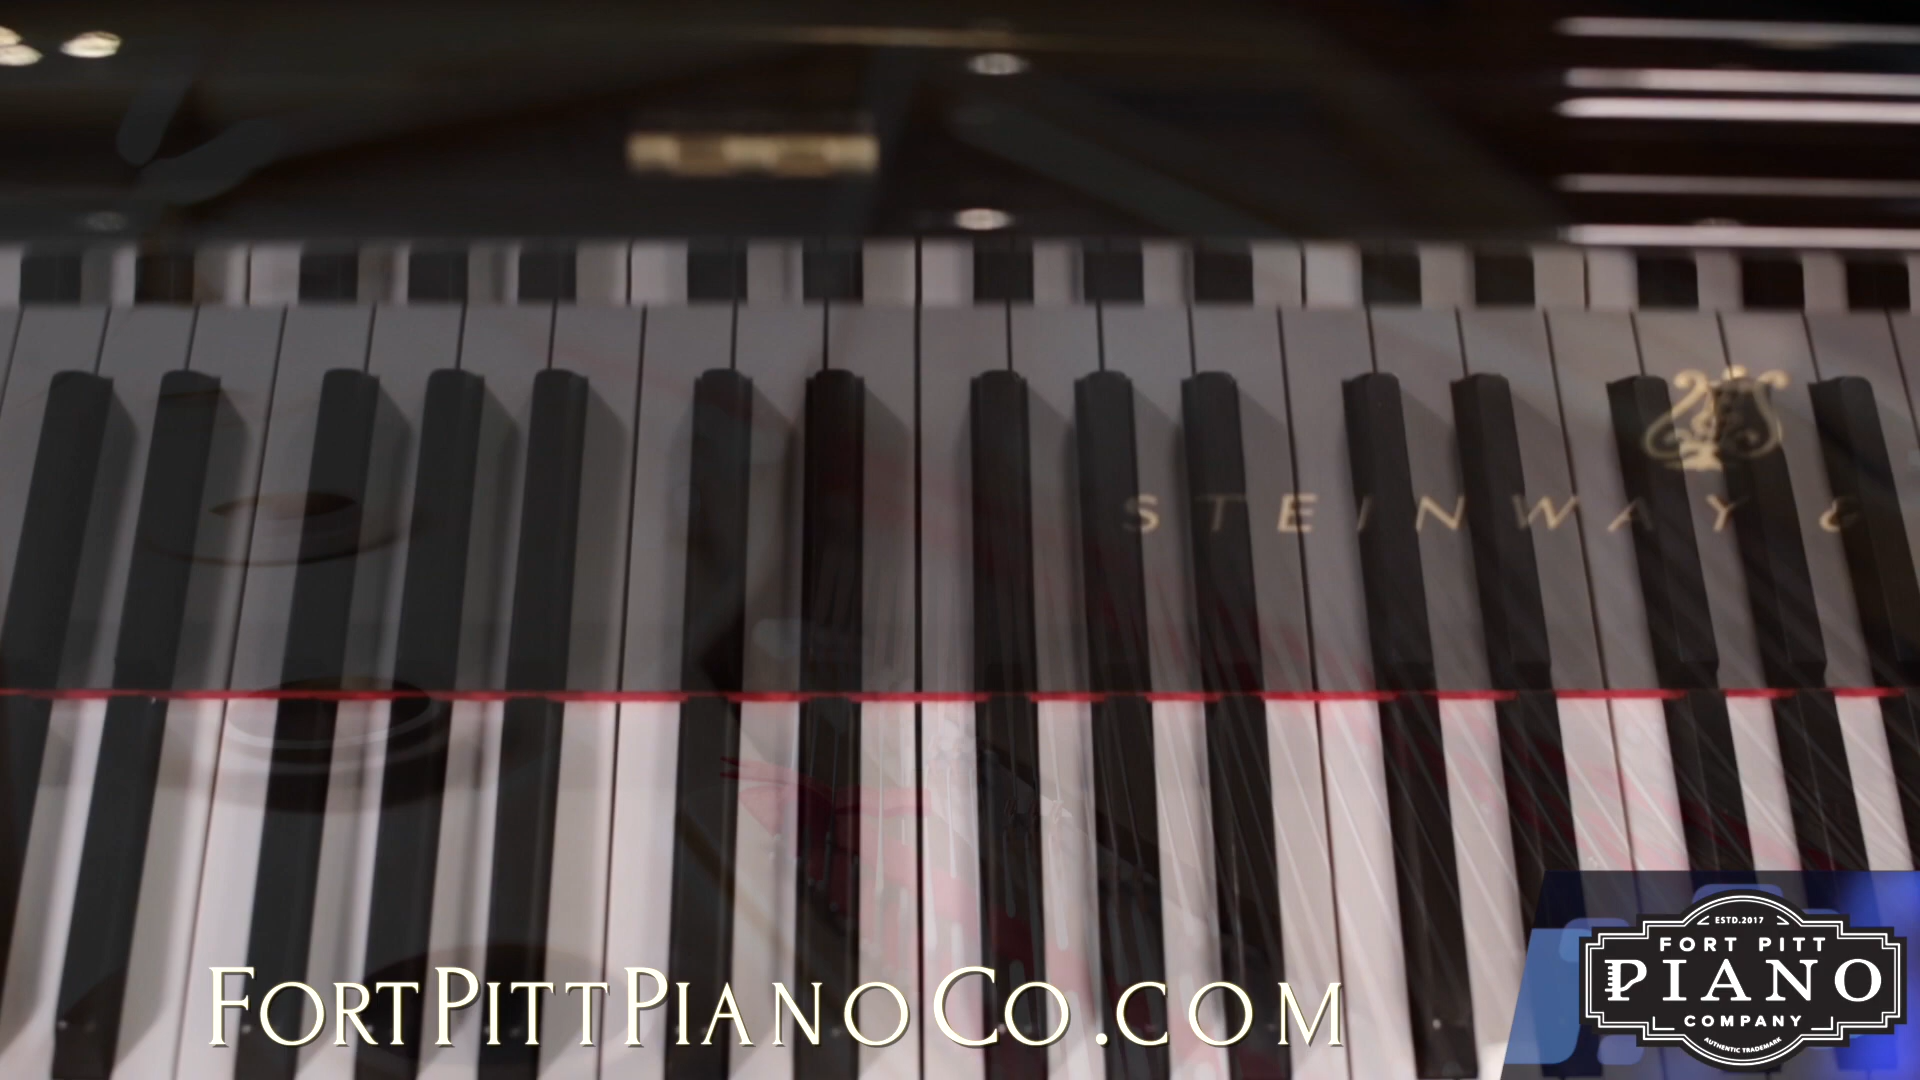 STEINWAY &
FORTPITTPIANOCO.COM
ESTD.2017
FORT PITT
PIANO
COMPANY
AUTHENTIC TRADEMARK